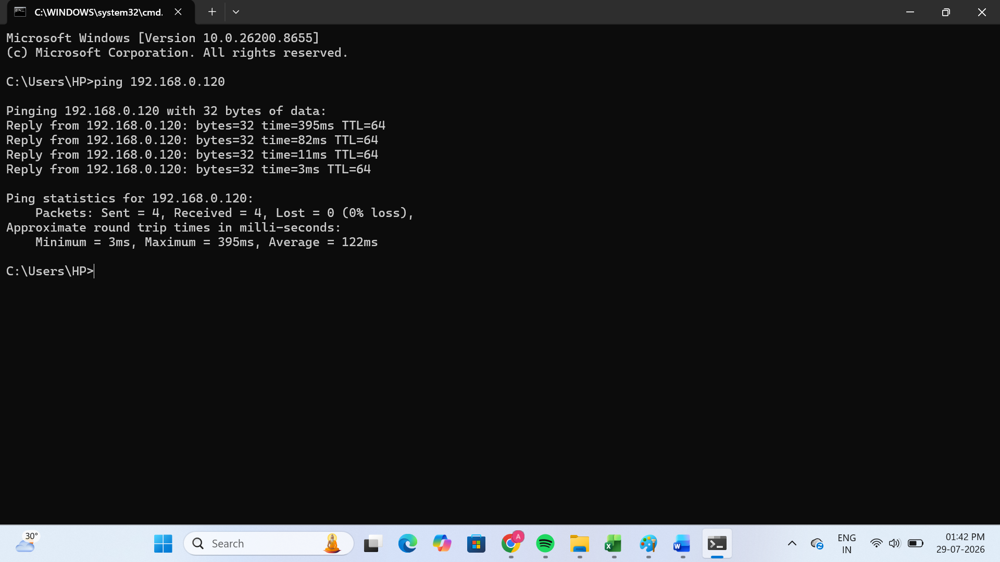 C:\WINDOWS\system32\cmd.
Microsoft Windows [Version 10.0.26200.8655]
(c) Microsoft Corporation. All rights reserved.
C:\Users\HP>ping 192.168.0.120
Pinging 192.168.0.120 with 32 bytes of data:
Reply from 192.168.0.120: bytes=32 time=395ms TTL=64
Reply from 192.168.0.120: bytes=32 time=82ms TTL=64
Reply from 192.168.0.120: bytes=32 time=11ms TTL=64
Reply from 192.168.0.120: bytes=32 time=3ms TTL=64
Ping statistics for 192.168.0.120:
    Packets: Sent = 4, Received = 4, Lost = 0 (0% loss),
Approximate round trip times in milli-seconds:
    Minimum = 3ms, Maximum = 395ms, Average = 122ms
C:\Users\HP>
30°
Search
A
ENG
IN
01:42 PM
29-07-2026